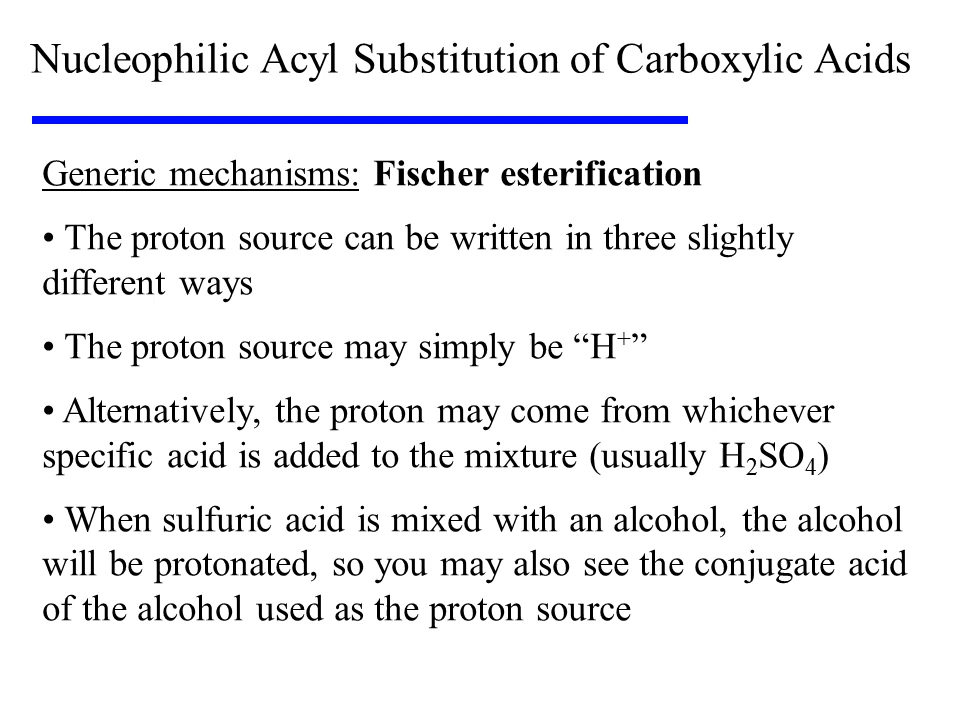 Nucleophilic Acyl Substitution of Carboxylic Acids
Generic mechanisms: Fischer esterification
• The proton source can be written in three slightly
different ways
• The proton source may simply be “H⁺”
• Alternatively, the proton may come from whichever
specific acid is added to the mixture (usually H₂SO₄)
• When sulfuric acid is mixed with an alcohol, the alcohol
will be protonated, so you may also see the conjugate acid
of the alcohol used as the proton source